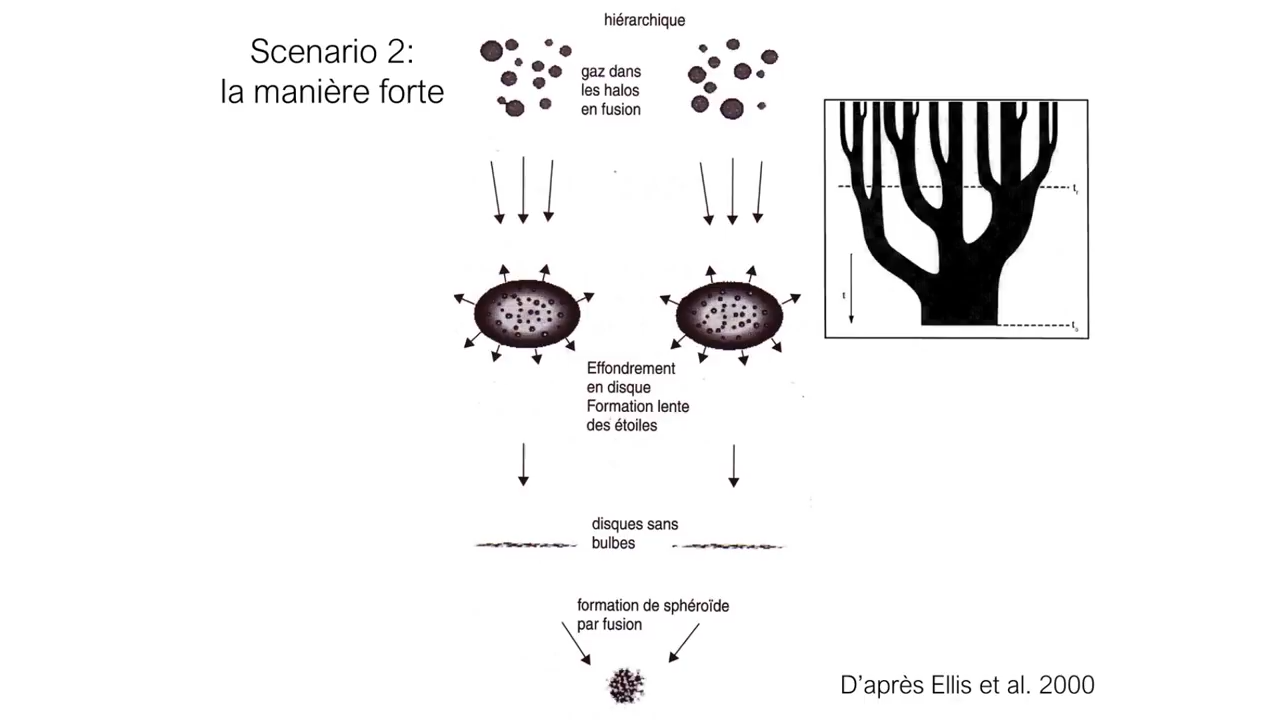 hiérarchique
Scenario 2:
la manière forte
gaz dans
les halos
en fusion
t
Effondrement
en disque
Formation lente
des étoiles
disques sans
bulbes
formation de sphéroïde
par fusion
D'après Ellis et al. 2000